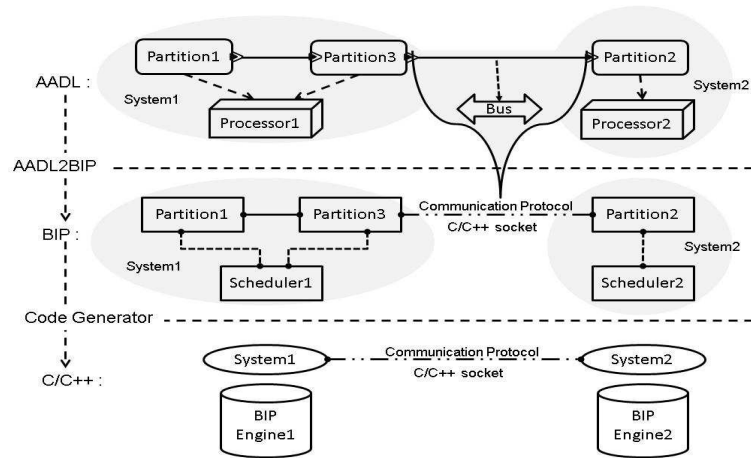 Partition1
Partition3
Partition2
AADL :
System1
Bus
System2
Processor1
Processor2
AADL2BIP
Partition1
Partition3
Communication Protocol
Partition2
C/C++ socket
BIP :
System1
System2
Scheduler1
Scheduler2
Code Generator
System1
Communication Protocol
System2
C/C++ socket
C/C++ :
BIP
Engine1
BIP
Engine2